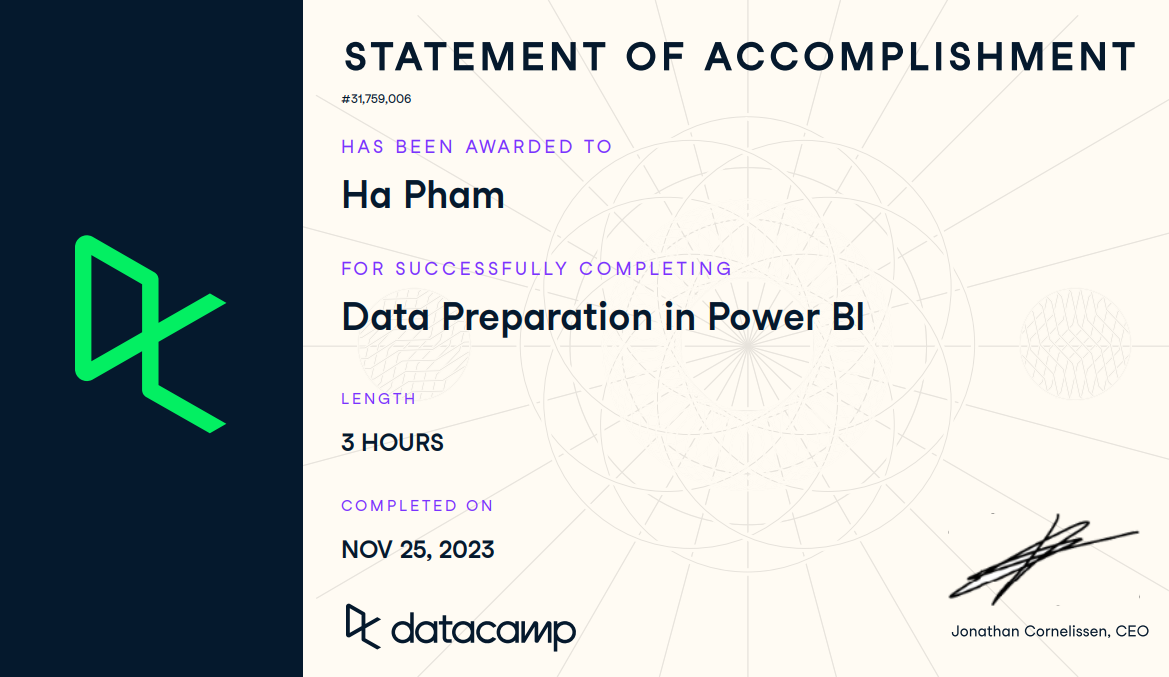 STATEMENT OF ACCOMPLISHMENT
#31,759,006
HAS BEEN AWARDED TO
Ha Pham
FOR SUCCESSFULLY COMPLETING
Data Preparation in Power BI
LENGTH
3 HOURS
COMPLETED ON
NOV 25, 2023
datacamp
Jonathan Cornelissen, CEO